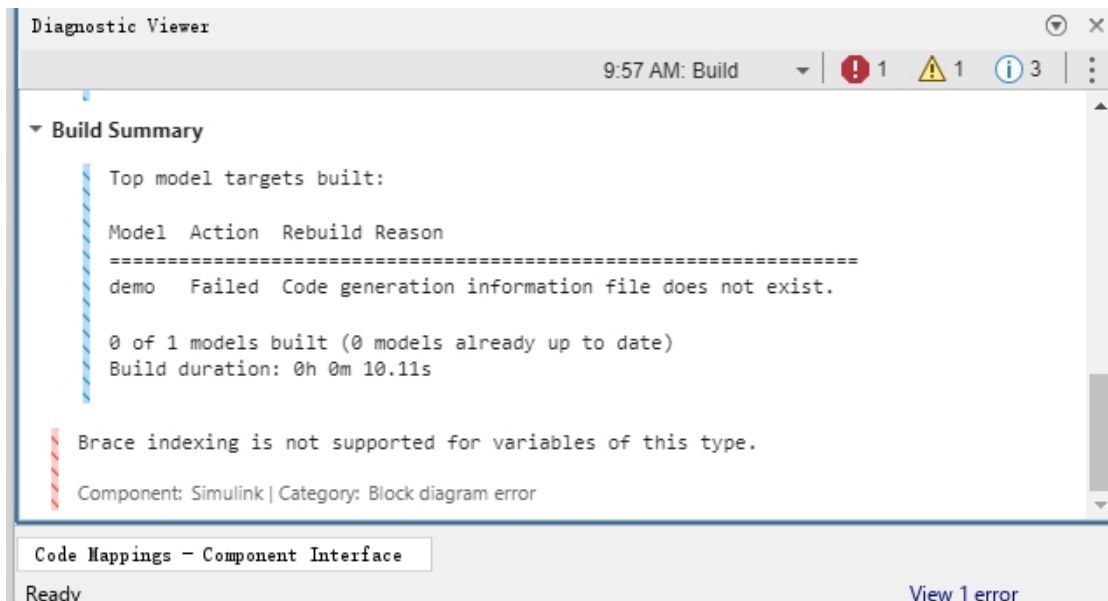 Diagnostic Viewer
9:57 AM: Build 1 1 3
Build Summary
Top model targets built:
Model Action Rebuild Reason
=================================================================
demo Failed Code generation information file does not exist.
0 of 1 models built (0 models already up to date)
Build duration: 0h 0m 10.11s
Brace indexing is not supported for variables of this type.
Component: Simulink | Category: Block diagram error
Code Mappings - Component Interface
Ready View 1 error